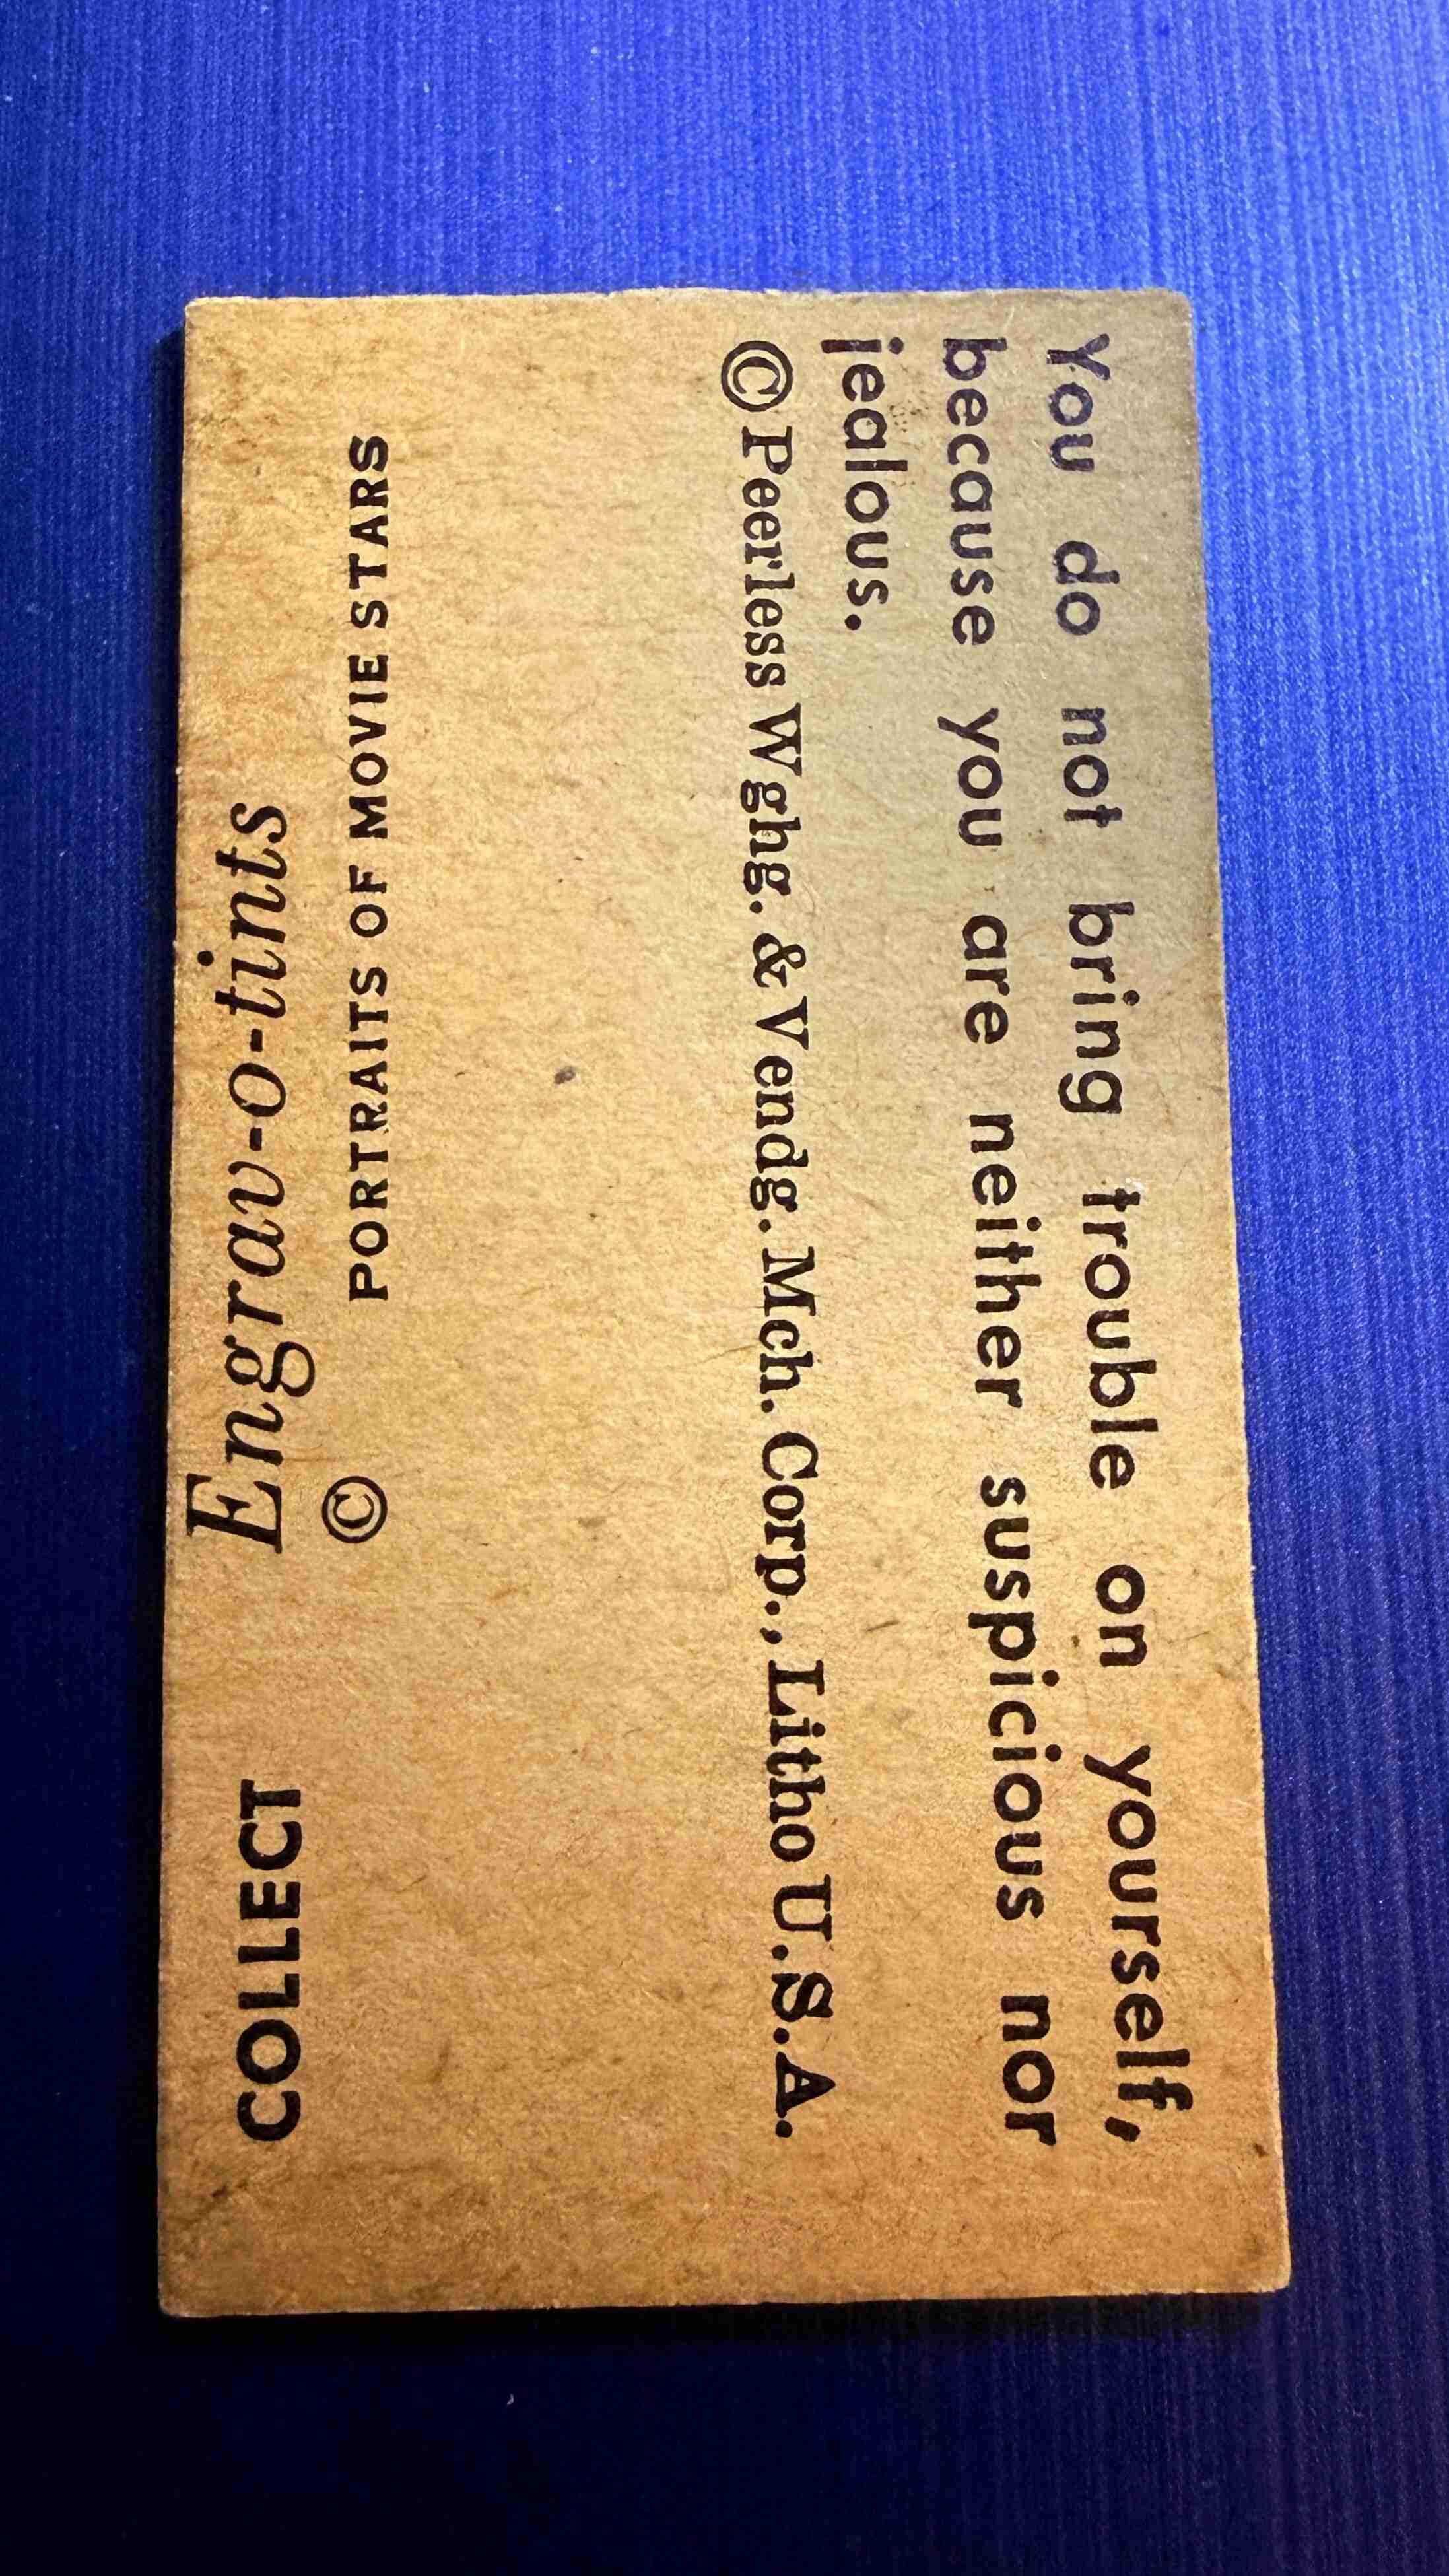 You do not bring trouble on yourself,
because you are neither suspicious nor
jealous.
© Peerless Wghg. & Vendg. Mch. Corp., Litho U.S.A.
COLLECT Engrav-o-tints
© PORTRAITS OF MOVIE STARS